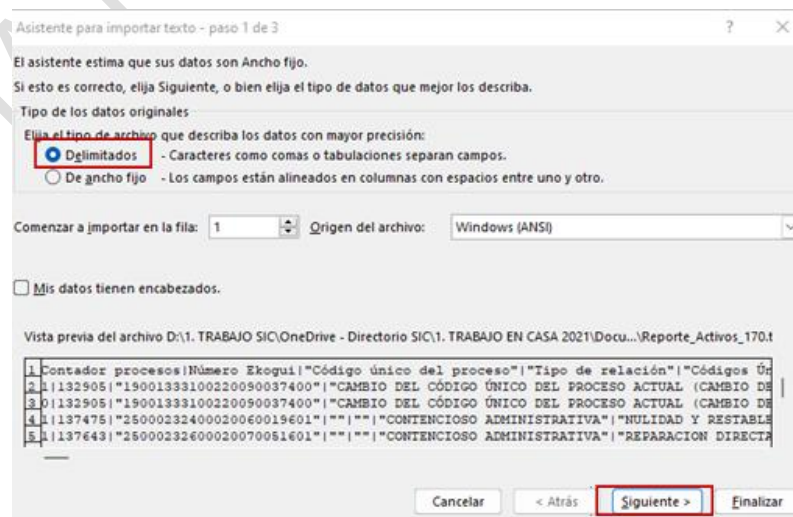 Asistente para importar texto - paso 1 de 3 ? ×
El asistente estima que sus datos son Ancho fijo.
Si esto es correcto, elija Siguiente, o bien elija el tipo de datos que mejor los describa.
Tipo de los datos originales
Elija el tipo de archivo que describa los datos con mayor precisión:
Delimitados - Caracteres como comas o tabulaciones separan campos.
De ancho fijo - Los campos están alineados en columnas con espacios entre uno y otro.
Comenzar a importar en la fila: 1 Origen del archivo: Windows (ANSI)
Mis datos tienen encabezados.
Vista previa del archivo D:\1. TRABAJO SIC\OneDrive - Directorio SIC\1. TRABAJO EN CASA 2021\Docu...\Reporte_Activos_170.t
1 Contador procesos|Número Ekogui|"Código único del proceso"|"Tipo de relación"|"Códigos Úr
2 1|132905|"19001333100220090037400"|"CAMBIO DEL CÓDIGO ÚNICO DEL PROCESO ACTUAL (CAMBIO DE
3 0|132905|"19001333100220090037400"|"CAMBIO DEL CÓDIGO ÚNICO DEL PROCESO ACTUAL (CAMBIO DE
4 1|137475|"25000232400020060019601"|""|""|"CONTENCIOSO ADMINISTRATIVA"|"NULIDAD Y RESTABLE
5 1|137643|"25000232600020070051601"|""|""|"CONTENCIOSO ADMINISTRATIVA"|"REPARACION DIRECTA
Cancelar < Atrás Siguiente > Finalizar